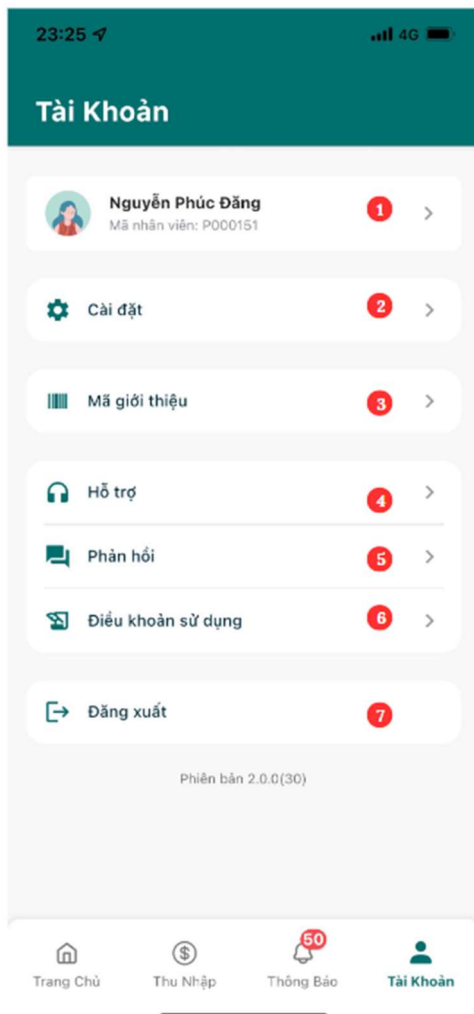 23:25 4G
Tài Khoản
Nguyễn Phúc Đăng
Mã nhân viên: P000151
1
Cài đặt
2
Mã giới thiệu
3
Hỗ trợ
4
Phản hồi
5
Điều khoản sử dụng
6
Đăng xuất
7
Phiên bản 2.0.0(30)
50
Trang Chủ Thu Nhập Thông Báo Tài Khoản